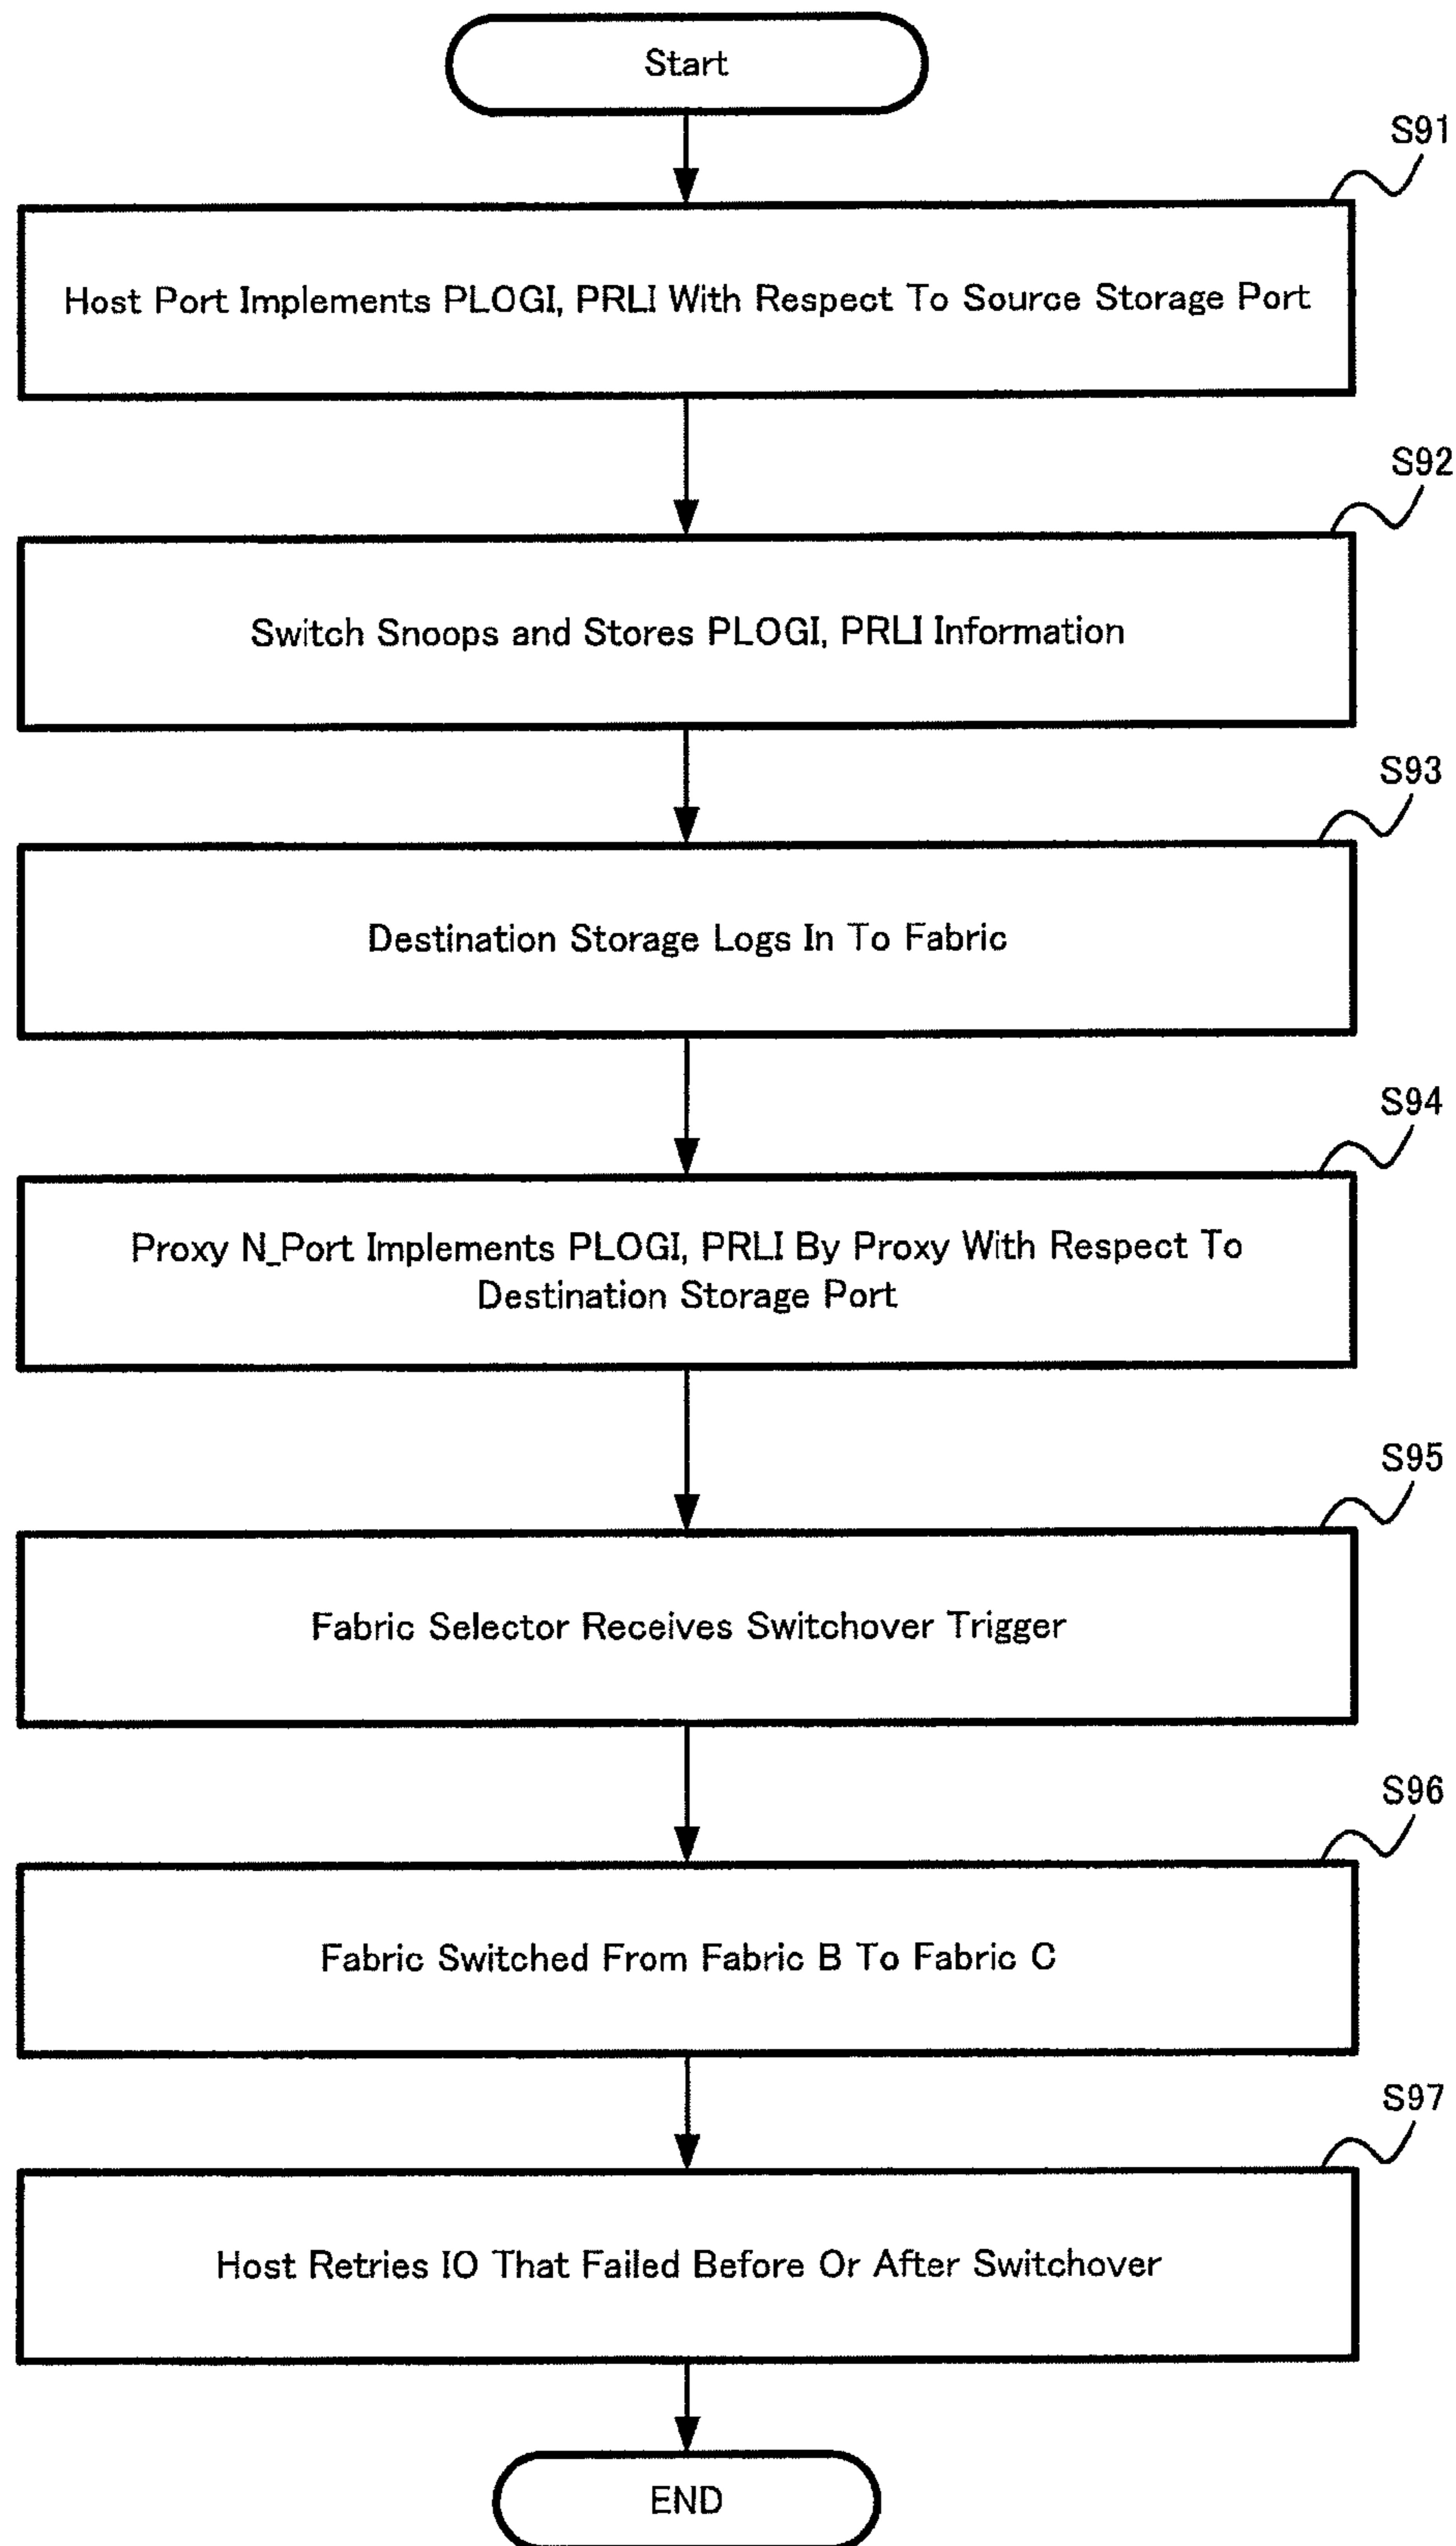 Start
S91
Host Port Implements PLOGI, PRLI With Respect To Source Storage Port
S92
Switch Snoops and Stores PLOGI, PRLI Information
S93
Destination Storage Logs In To Fabric
S94
Proxy N_Port Implements PLOGI, PRLI By Proxy With Respect To
Destination Storage Port
S95
Fabric Selector Receives Switchover Trigger
S96
Fabric Switched From Fabric B To Fabric C
S97
Host Retries IO That Failed Before Or After Switchover
END